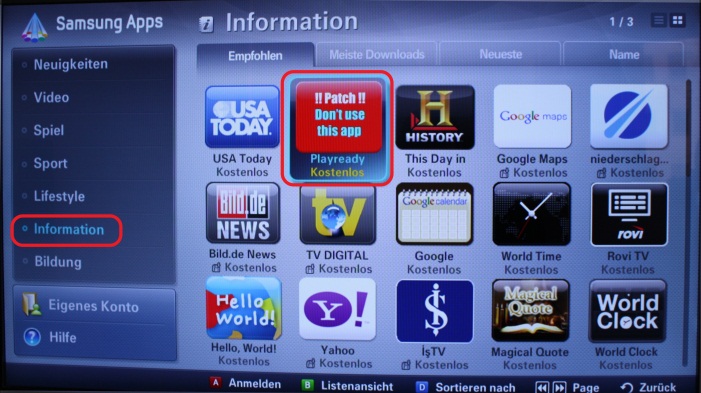 Samsung Apps
Information
1 / 3
Neuigkeiten
Video
Spiel
Sport
Lifestyle
Information
Bildung
Eigenes Konto
Hilfe
Empfohlen
Meiste Downloads
Neueste
Name
USA
TODAY.
USA Today
Kostenlos
!! Patch !!
Don't use
this app
Playready
Kostenlos
H
HISTORY
This Day in
Kostenlos
Google maps
Google Maps
Kostenlos
niederschlag...
Kostenlos
Bild.de
NEWS
Bild.de News
Kostenlos
tv
TV DIGITAL
Kostenlos
Google calendar
Google
Kostenlos
World Time
Kostenlos
rovi
Rovi TV
Kostenlos
Hello
World!
Hello, World!
Kostenlos
Y!
Yahoo
Kostenlos
İşTV
Kostenlos
Magical
Quote
Magical Quote
Kostenlos
World
Clock
World Clock
Kostenlos
A Anmelden
B Listenansicht
D Sortieren nach
Page
Zurück